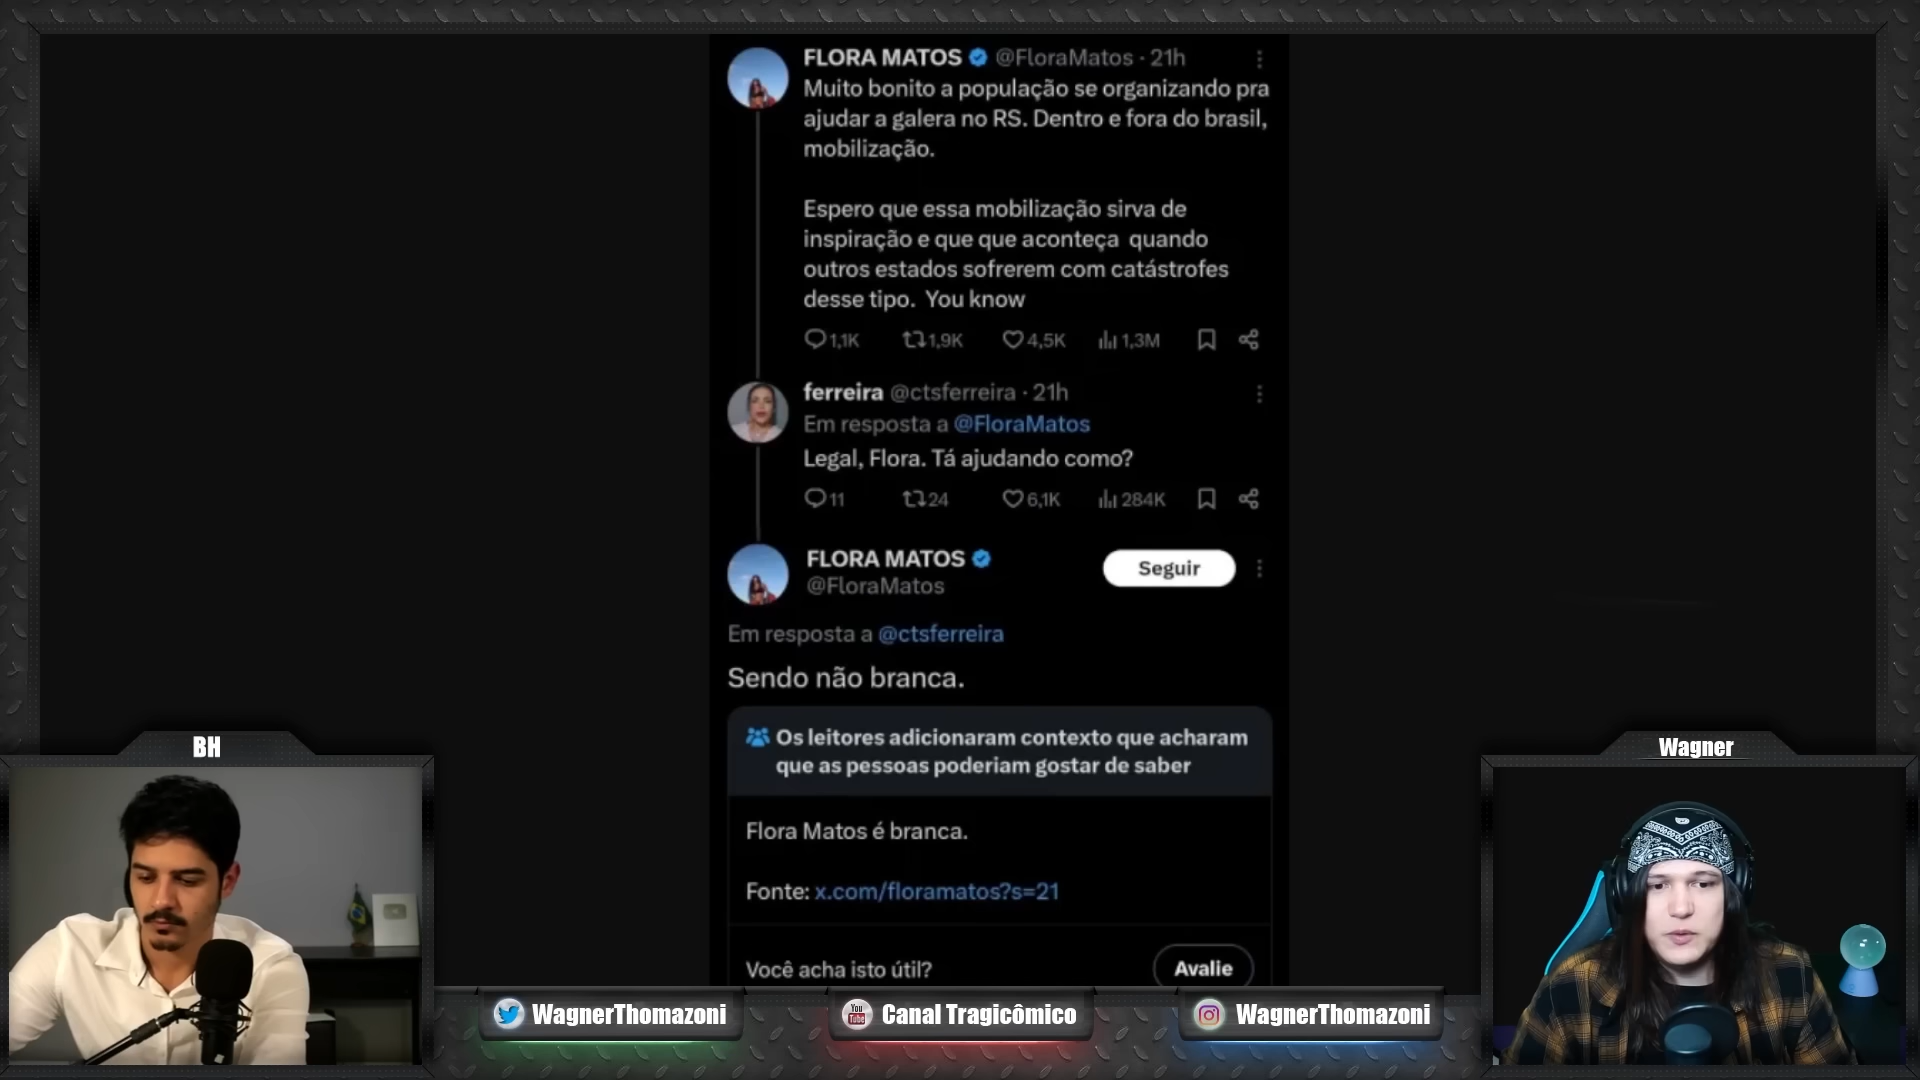 FLORA MATOS @FloraMatos · 21h
Muito bonito a população se organizando pra
ajudar a galera no RS. Dentro e fora do brasil,
mobilização.
Espero que essa mobilização sirva de
inspiração e que que aconteça quando
outros estados sofrerem com catástrofes
desse tipo. You know
1,1K 1,9K 4,5K 1,3M
ferreira @ctsferreira · 21h
Em resposta a @FloraMatos
Legal, Flora. Tá ajudando como?
11 24 6,1K 284K
FLORA MATOS
@FloraMatos
Seguir
Em resposta a @ctsferreira
Sendo não branca.
Os leitores adicionaram contexto que acharam
que as pessoas poderiam gostar de saber
Flora Matos é branca.
Fonte: x.com/floramatos?s=21
Você acha isto útil? Avalie
BH
Wagner
WagnerThomazoni
You Tube
Canal Tragicômico
WagnerThomazoni